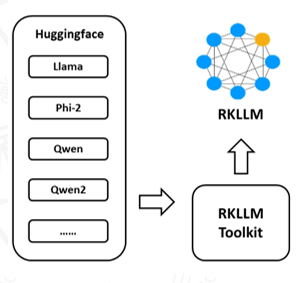 Huggingface
Llama
Phi-2
Qwen
Qwen2
......
RKLLM
RKLLM
Toolkit